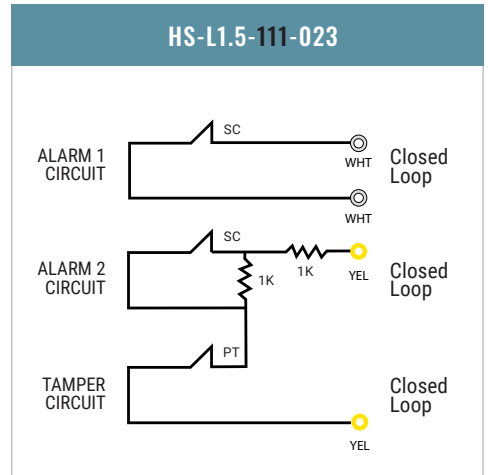 HS-L1.5-111-023
SC
ALARM 1
CIRCUIT
WHT
Closed
Loop
WHT
SC
ALARM 2
CIRCUIT
1K
1K
YEL
Closed
Loop
PT
TAMPER
CIRCUIT
Closed
Loop
YEL